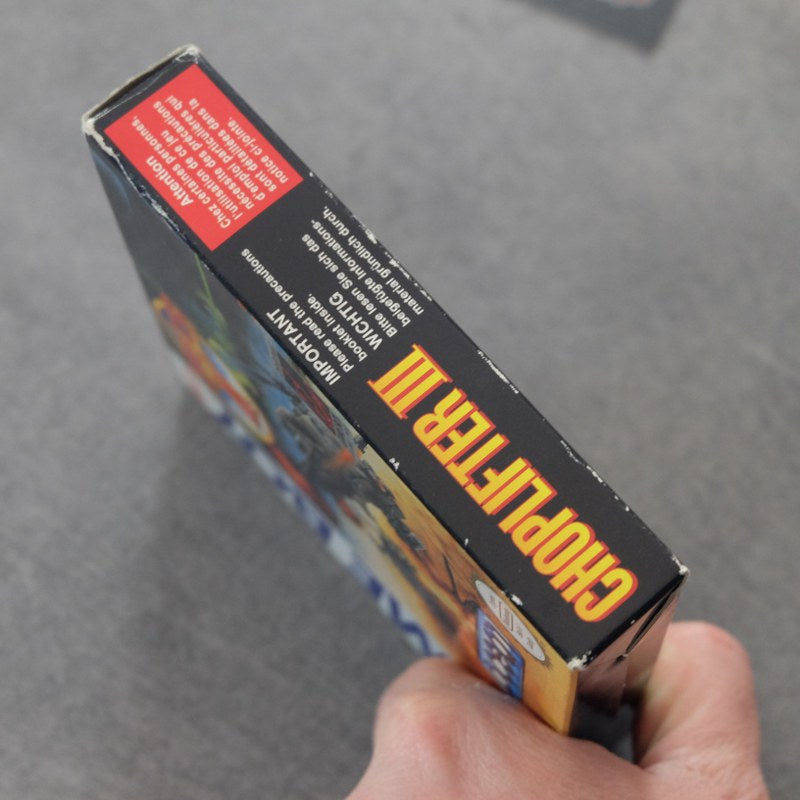 CHOPLIFTER III
IMPORTANT
Please read the precautions
booklet inside.
WICHTIG
Bitte lesen Sie sich das
beigefügte Informations-
material gründlich durch.
Attention
Chez certaines personnes,
l'utilisation de ce jeu
nécessite des précautions
d'emploi particulières qui
sont détaillées dans la
notice ci-jointe.